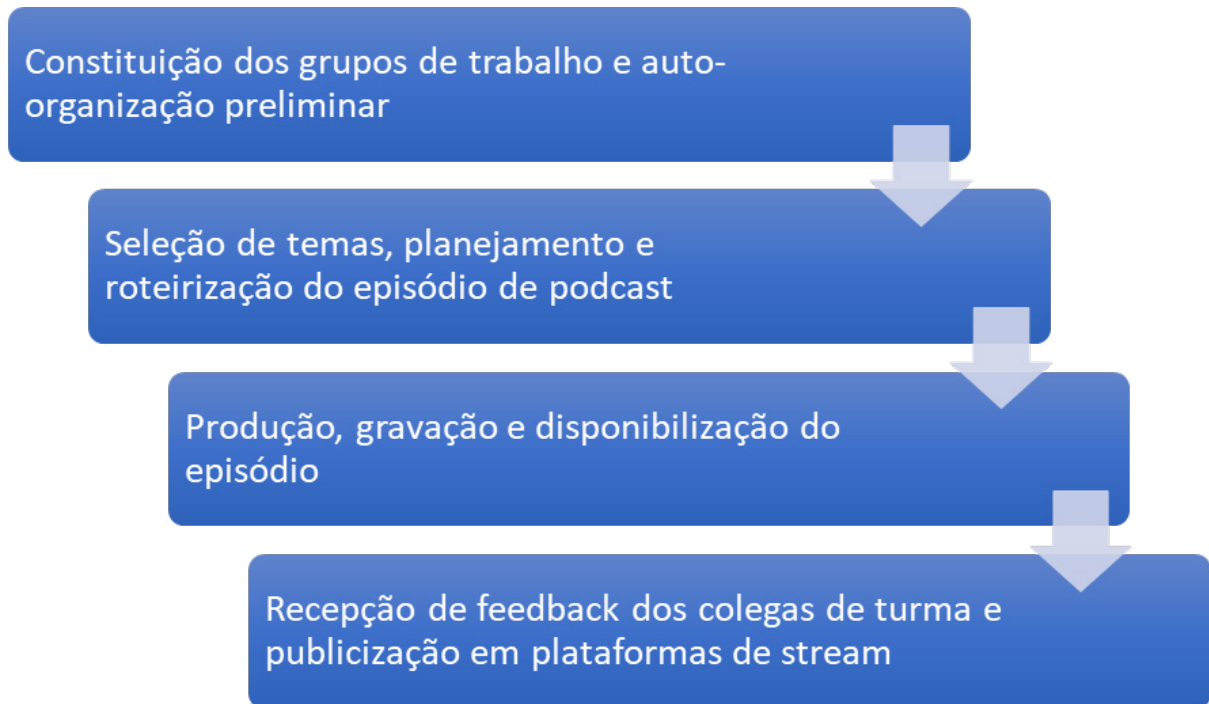 Constituição dos grupos de trabalho e auto-
organização preliminar
Seleção de temas, planejamento e
roteirização do episódio de podcast
Produção, gravação e disponibilização do
episódio
Recepção de feedback dos colegas de turma e
publicização em plataformas de stream